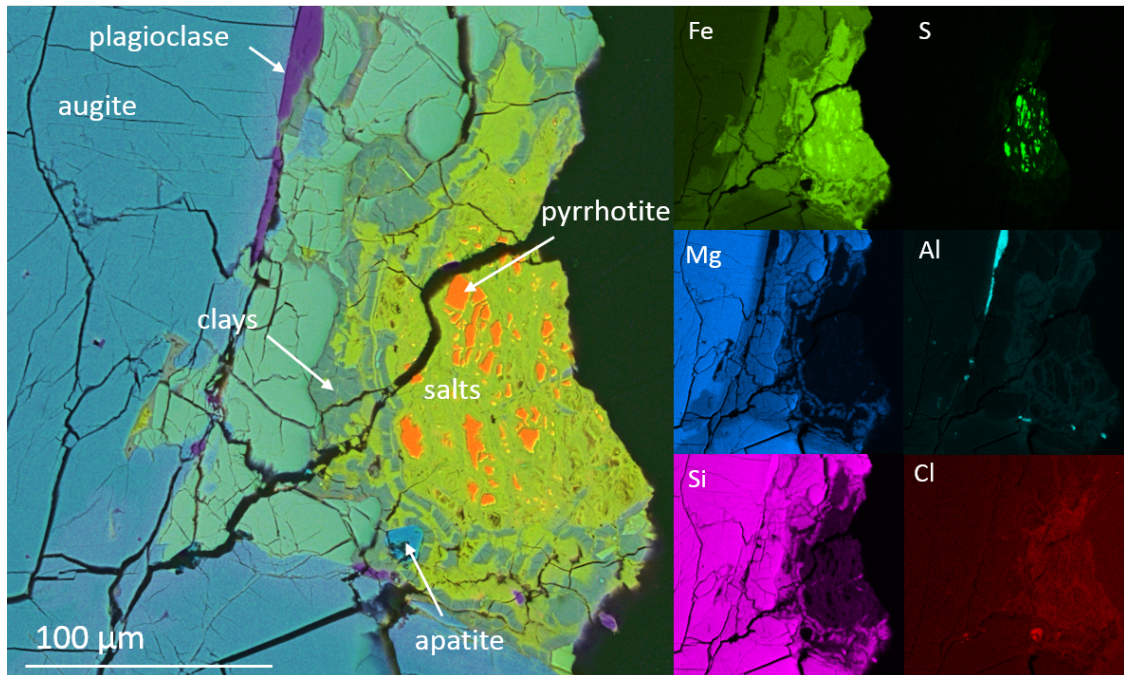 plagioclase
augite
pyrrhotite
clays
salts
apatite
100 μm
Fe
S
Mg
Al
Si
Cl